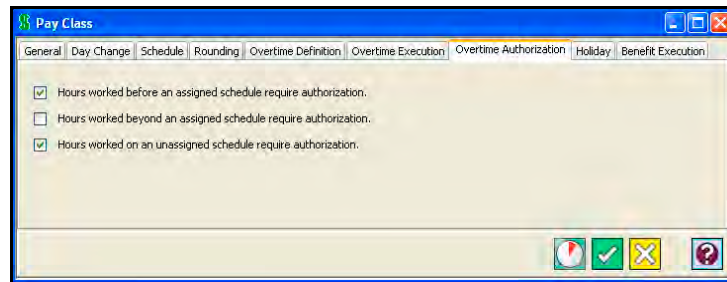 Pay Class
General Day Change Schedule Rounding Overtime Definition Overtime Execution Overtime Authorization Holiday Benefit Execution
Hours worked before an assigned schedule require authorization.
Hours worked beyond an assigned schedule require authorization.
Hours worked on an unassigned schedule require authorization.